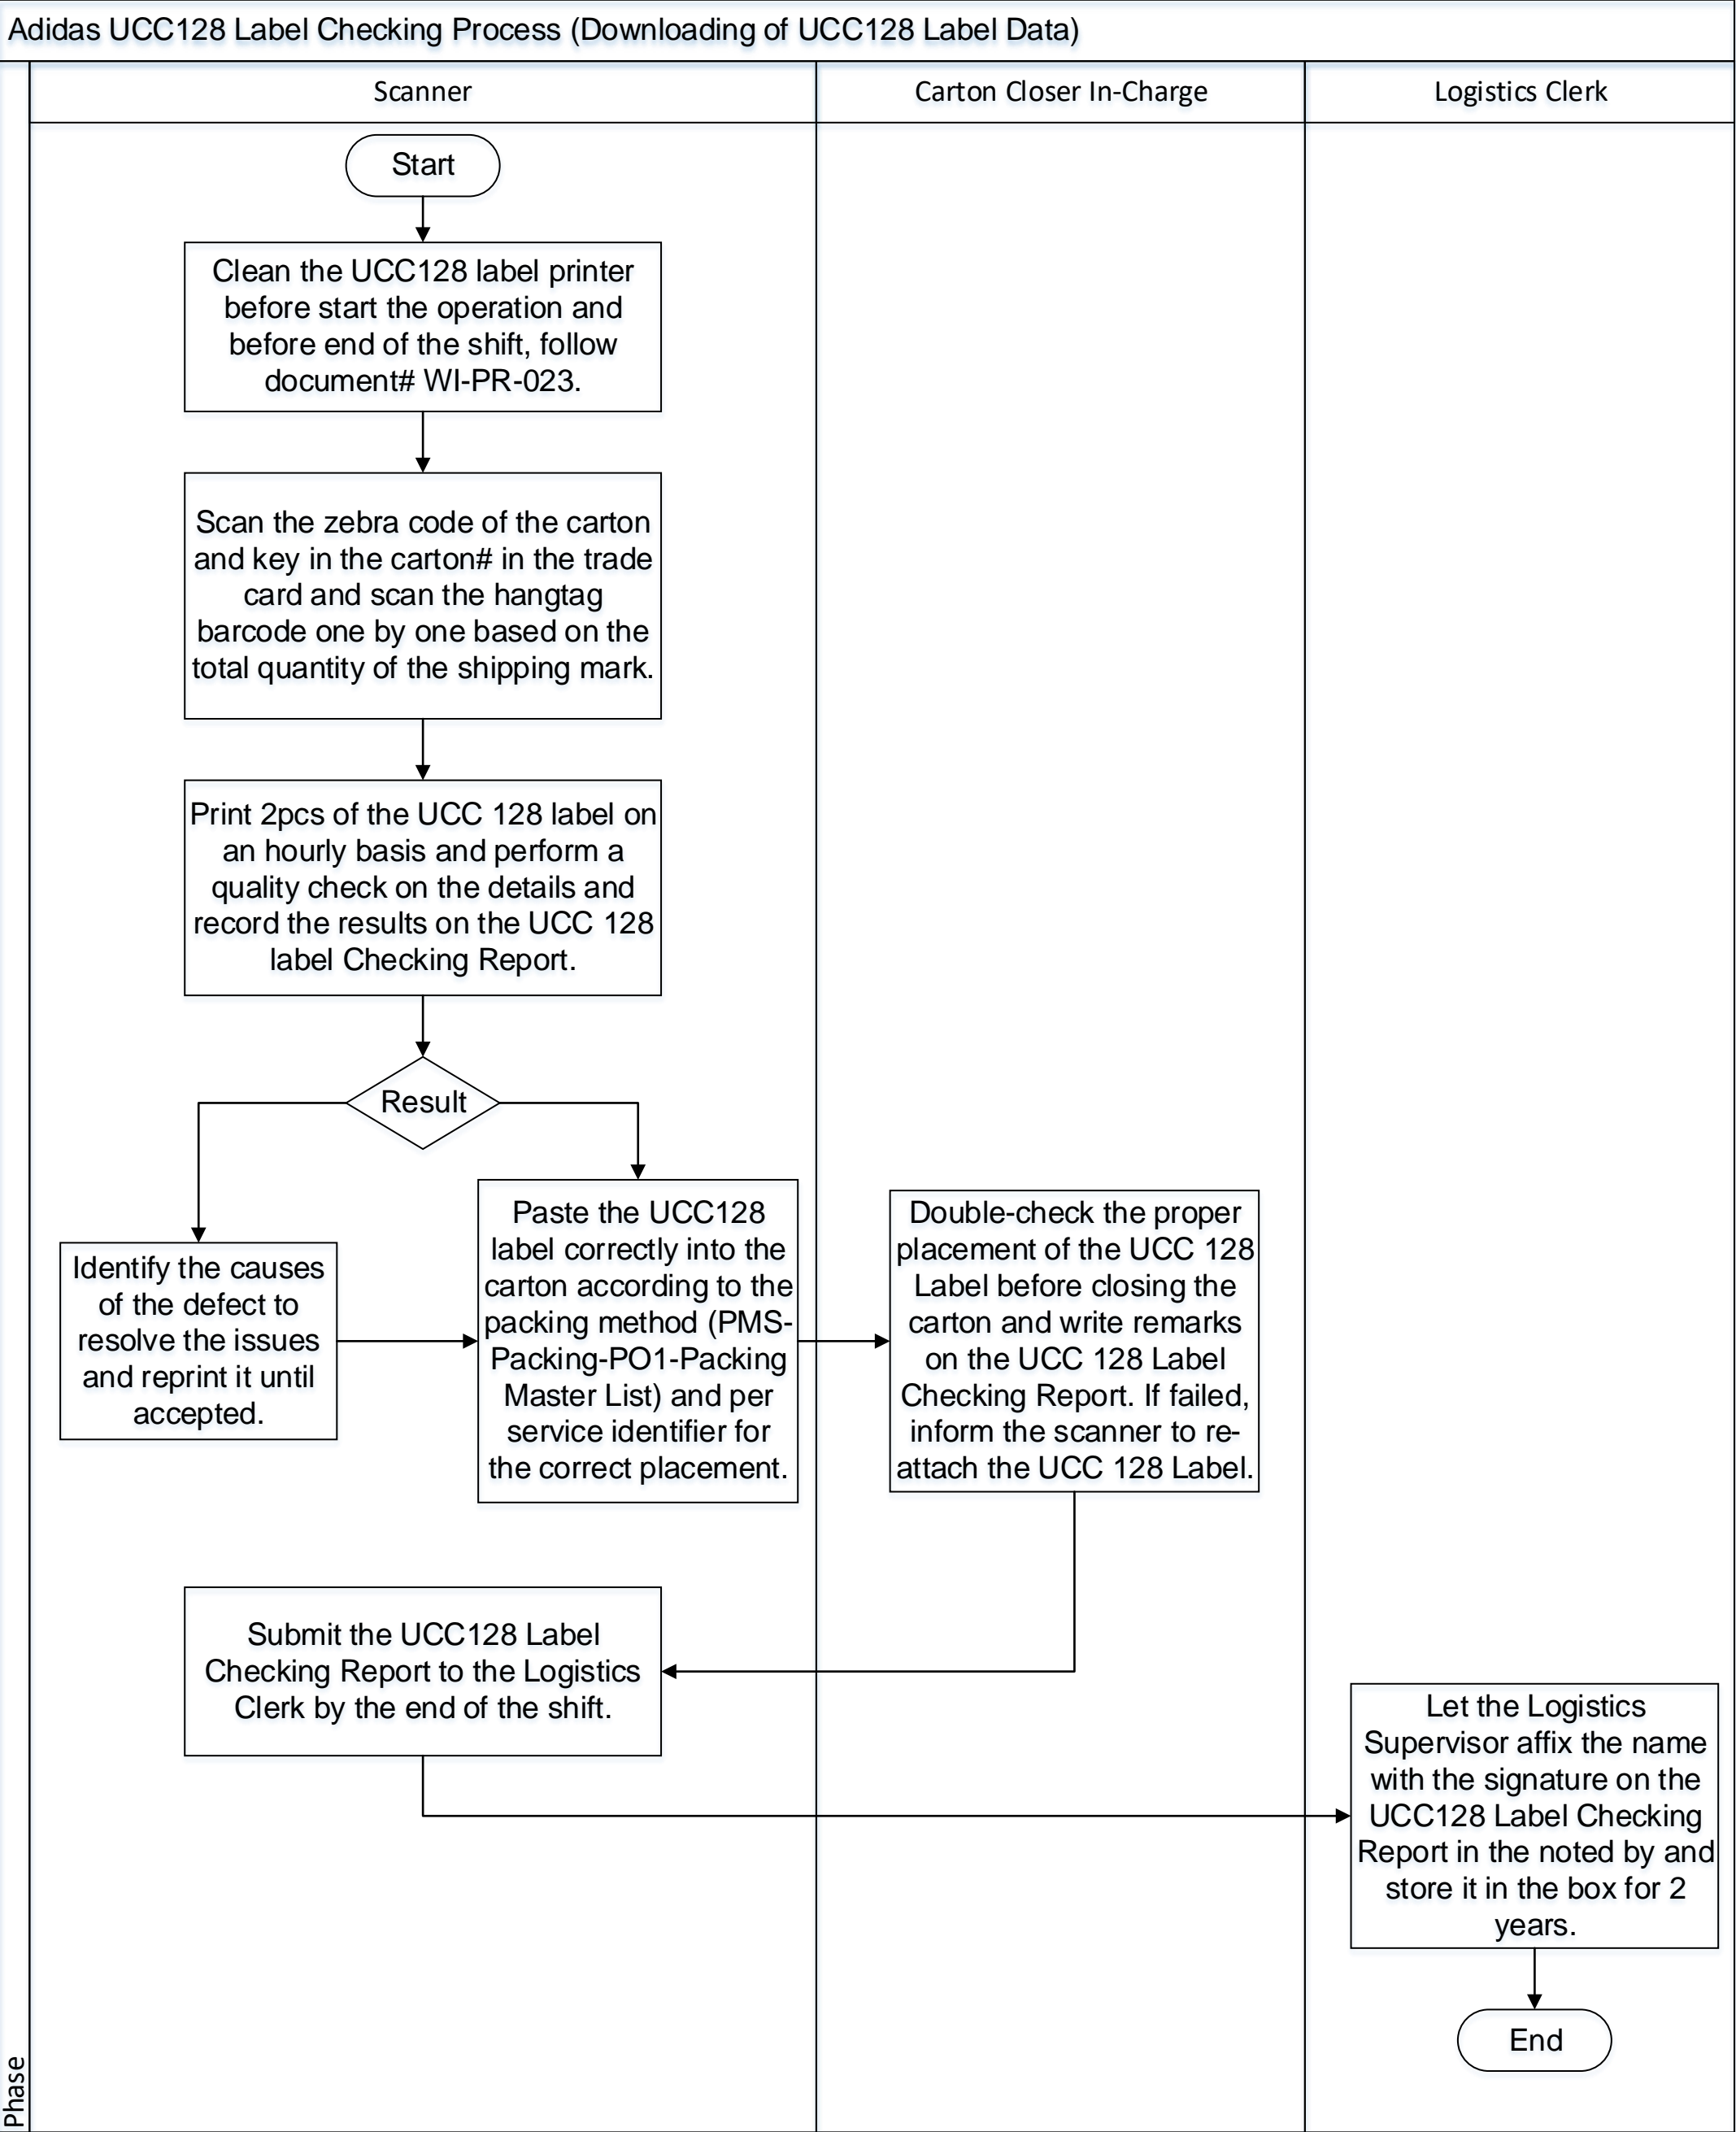 Adidas UCC128 Label Checking Process (Downloading of UCC128 Label Data)
Scanner
Carton Closer In-Charge
Logistics Clerk
Start
Clean the UCC128 label printer
before start the operation and
before end of the shift, follow
document# WI-PR-023.
Scan the zebra code of the carton
and key in the carton# in the trade
card and scan the hangtag
barcode one by one based on the
total quantity of the shipping mark.
Print 2pcs of the UCC 128 label on
an hourly basis and perform a
quality check on the details and
record the results on the UCC 128
label Checking Report.
Result
Identify the causes
of the defect to
resolve the issues
and reprint it until
accepted.
Paste the UCC128
label correctly into the
carton according to the
packing method (PMS-
Packing-PO1-Packing
Master List) and per
service identifier for
the correct placement.
Double-check the proper
placement of the UCC 128
Label before closing the
carton and write remarks
on the UCC 128 Label
Checking Report. If failed,
inform the scanner to re-
attach the UCC 128 Label.
Submit the UCC128 Label
Checking Report to the Logistics
Clerk by the end of the shift.
Let the Logistics
Supervisor affix the name
with the signature on the
UCC128 Label Checking
Report in the noted by and
store it in the box for 2
years.
End
Phase